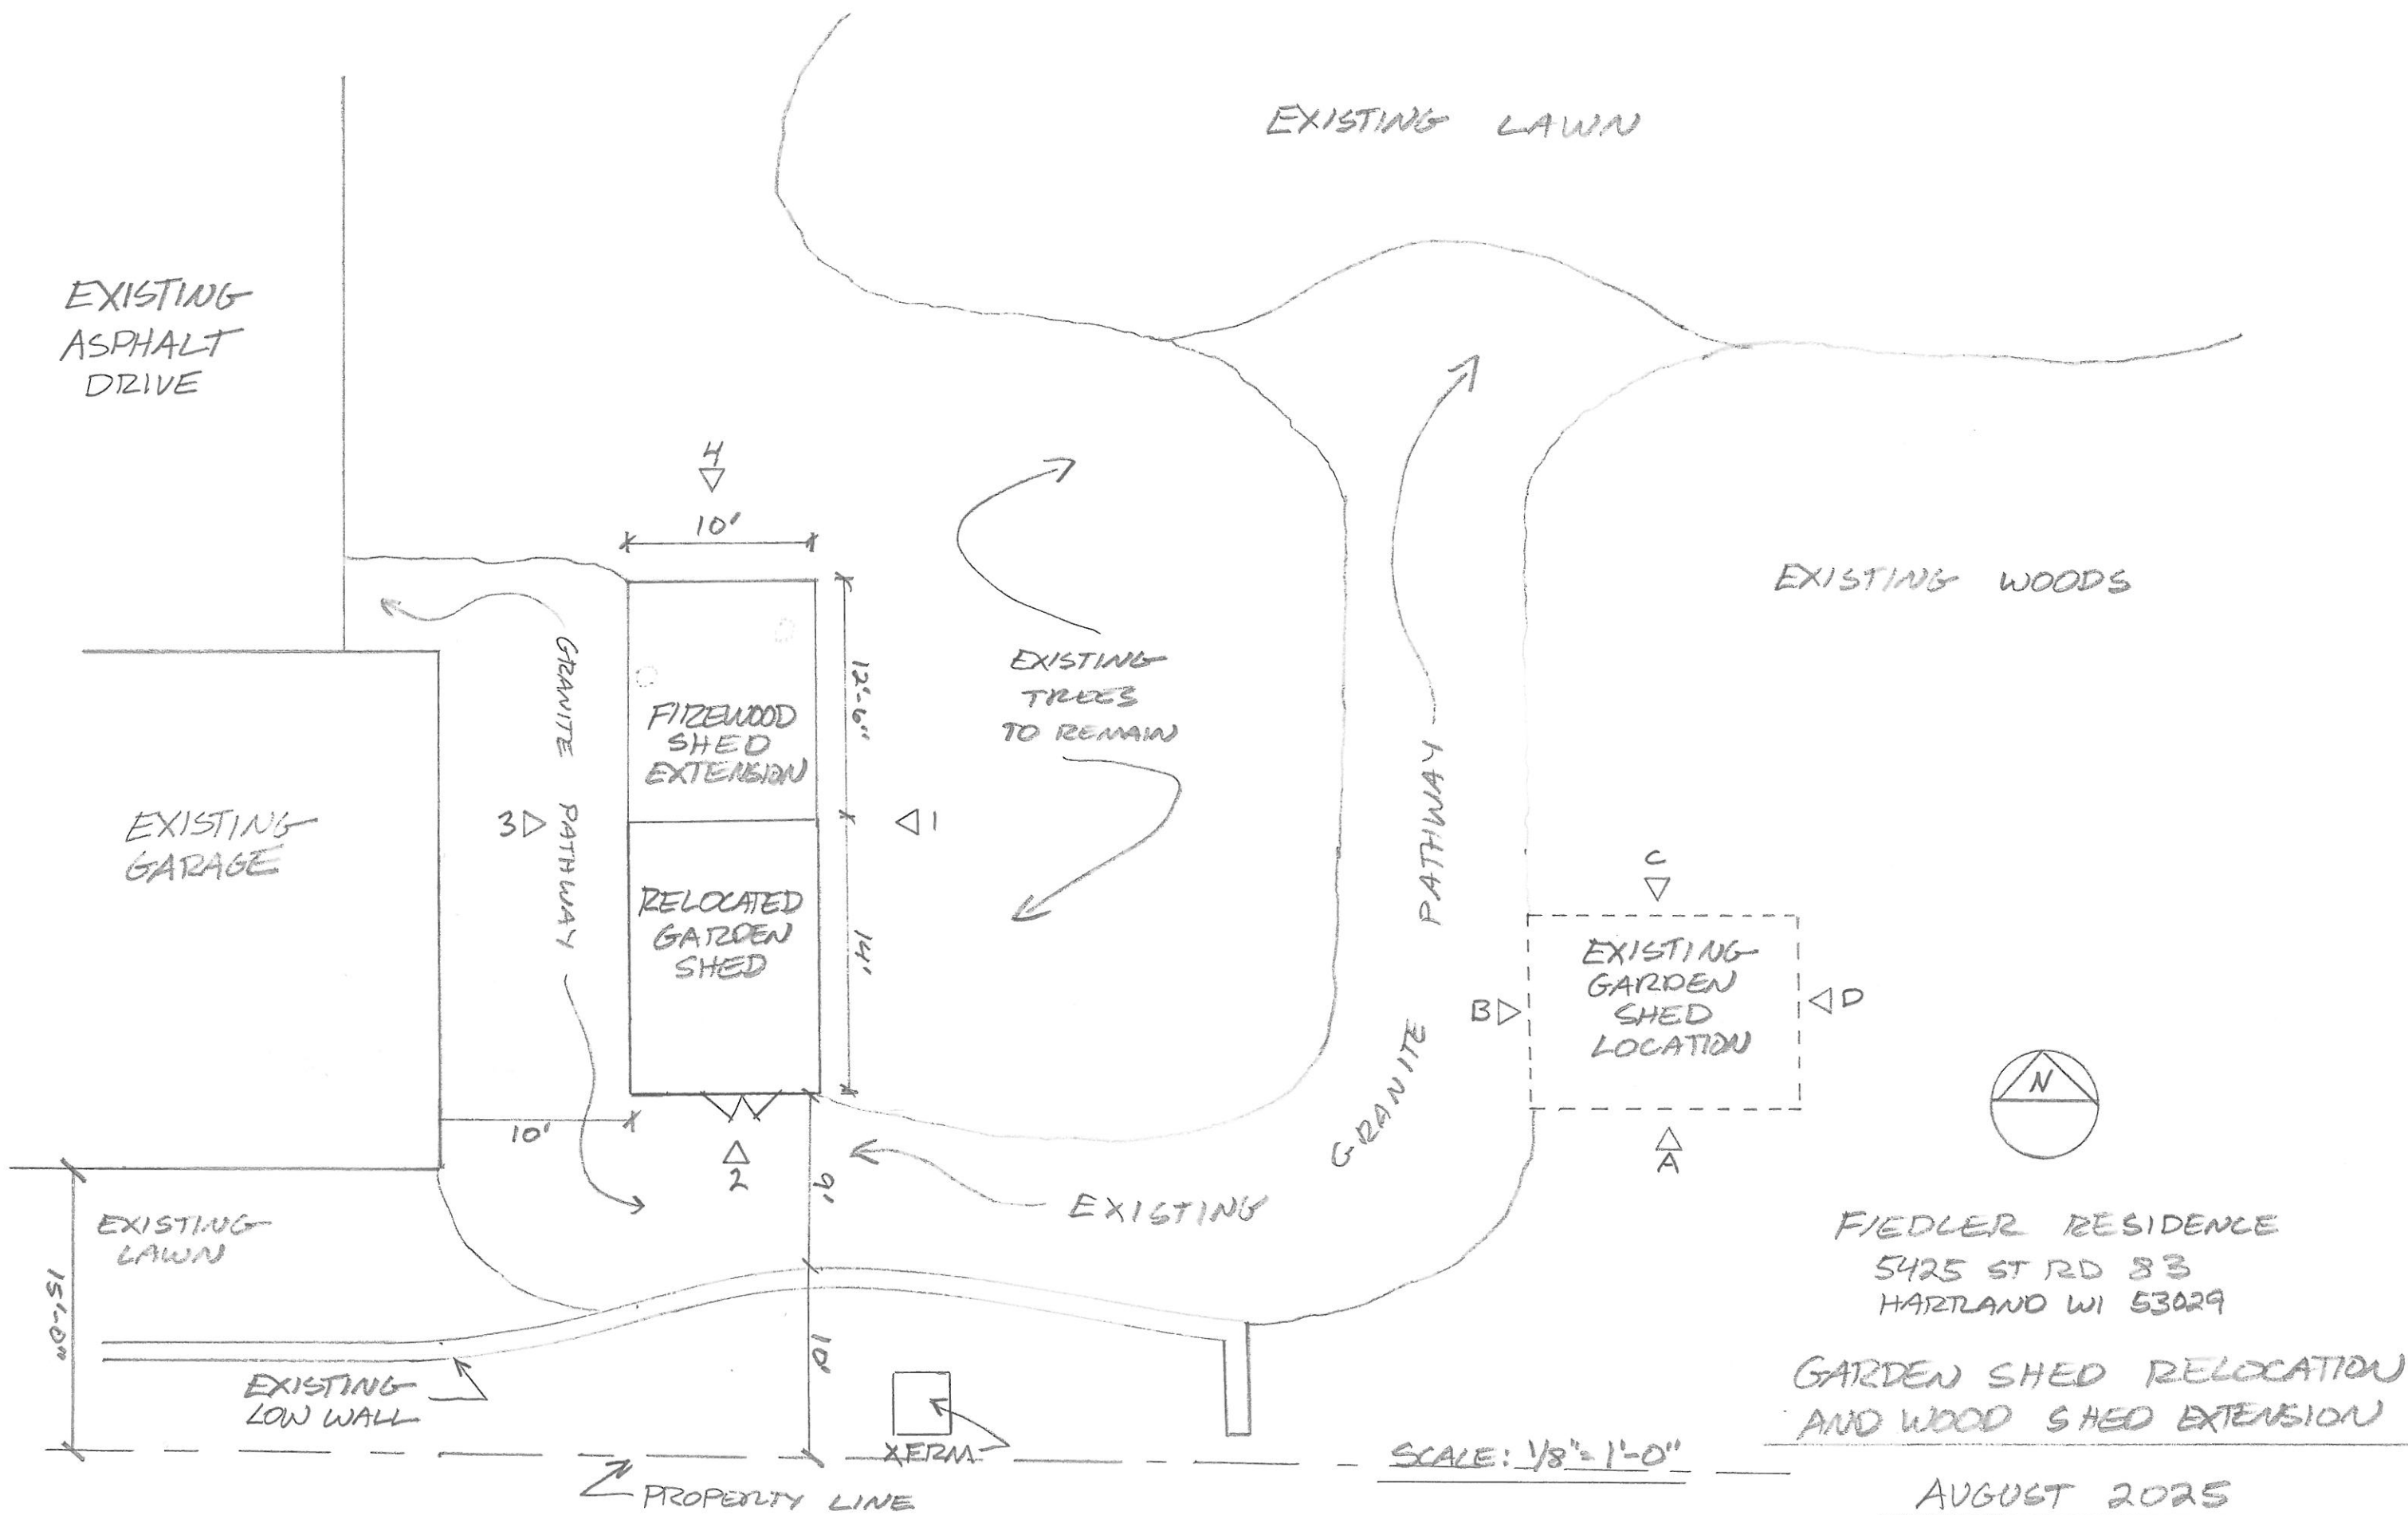 EXISTING LAWN
EXISTING
ASPHALT
DRIVE
4
10'
EXISTING WOODS
GRANITE PATHWAY
12'-6"
FIREWOOD
SHED
EXTENSION
EXISTING
TREES
TO REMAIN
3
1
EXISTING
GARAGE
RELOCATED
GARDEN
SHED
14'
GRANITE PATHWAY
C
EXISTING
GARDEN
SHED
LOCATION
B
D
A
N
10'
2
9'
EXISTING
EXISTING
LAWN
15'-0"
10'
EXISTING
LOW WALL
XFRM
PROPERTY LINE
SCALE: 1/8"=1'-0"
FIEDLER RESIDENCE
5425 ST RD 83
HARTLAND WI 53029
GARDEN SHED RELOCATION
AND WOOD SHED EXTENSION
AUGUST 2025